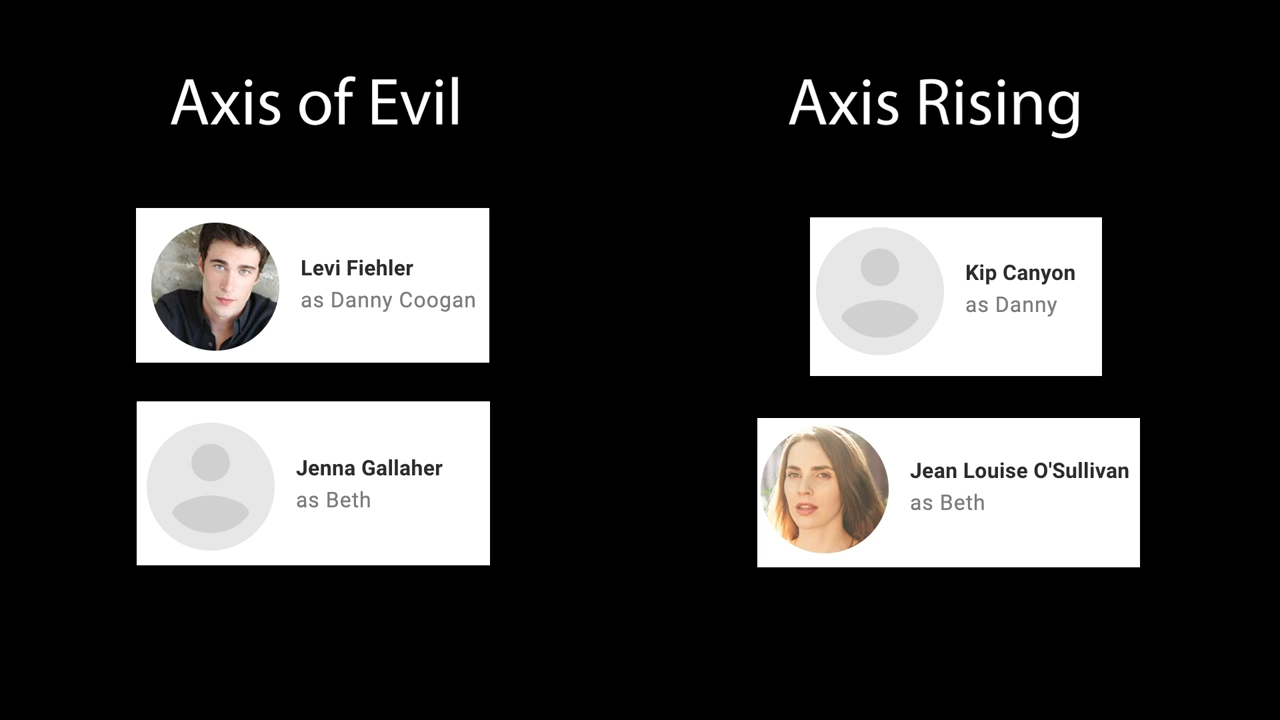 Axis of Evil
Axis Rising
Levi Fiehler
as Danny Coogan
Kip Canyon
as Danny
Jenna Gallaher
as Beth
Jean Louise O'Sullivan
as Beth